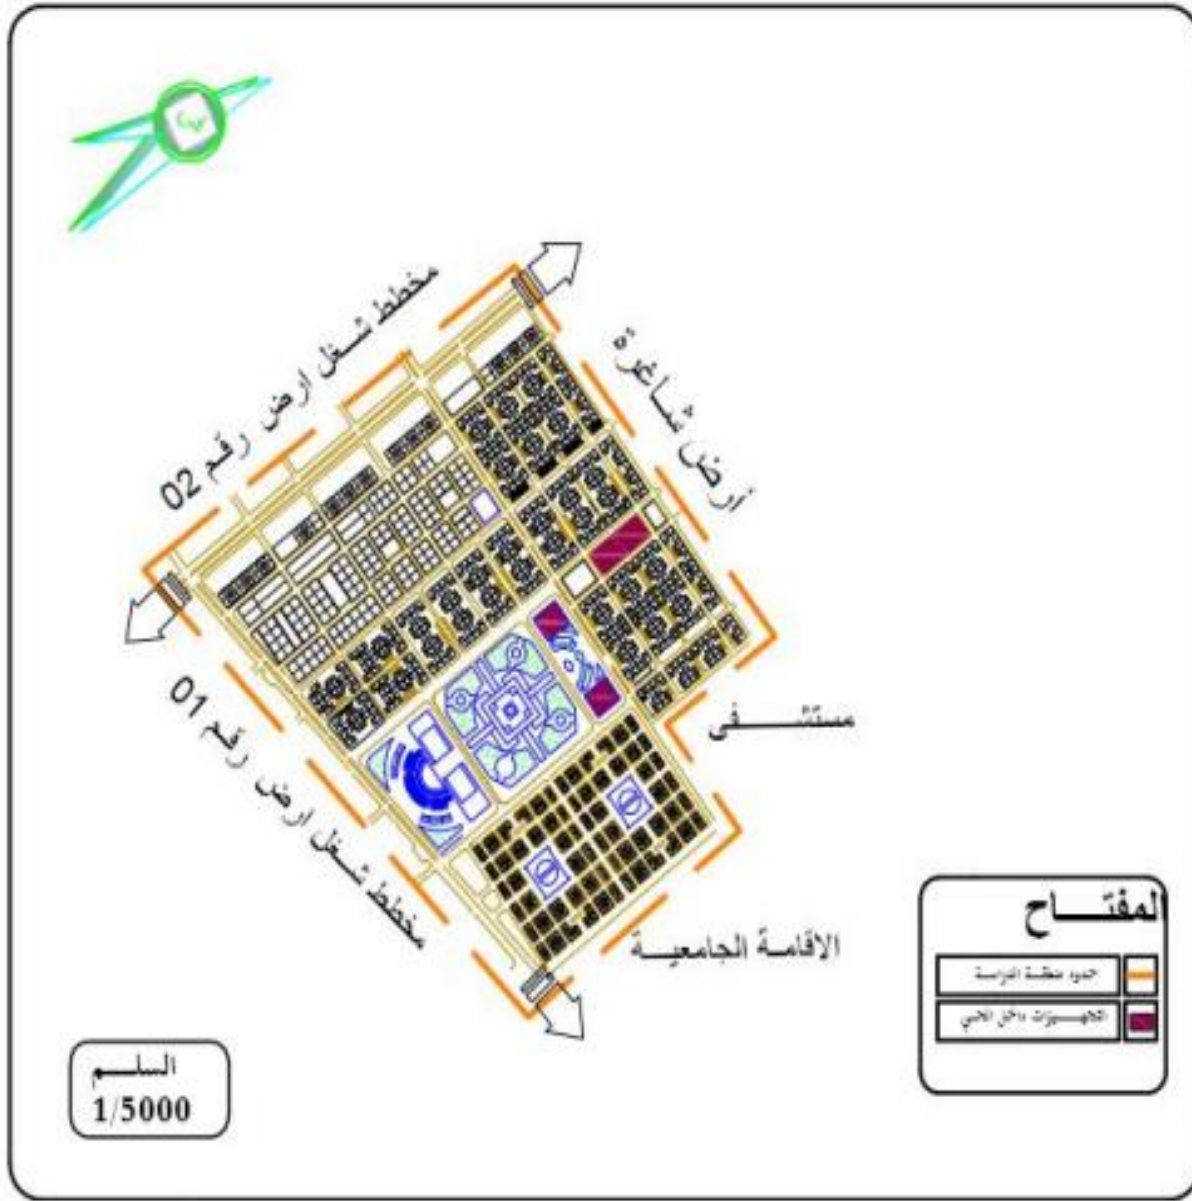 مخطط شغل ارض رقم 02
أرض شاغرة
مخطط شغل ارض رقم 01
مستشفى
الاقامة الجامعية
المفتاح
حدود منطقة الدراسة
التجهيزات داخل الحي
السلم
1/5000